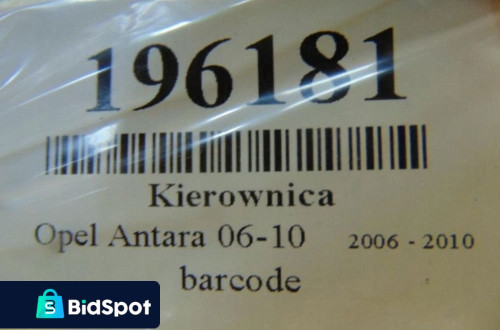 196181
Kierownica
Opel Antara 06-10 2006 - 2010
barcode
BidSpot